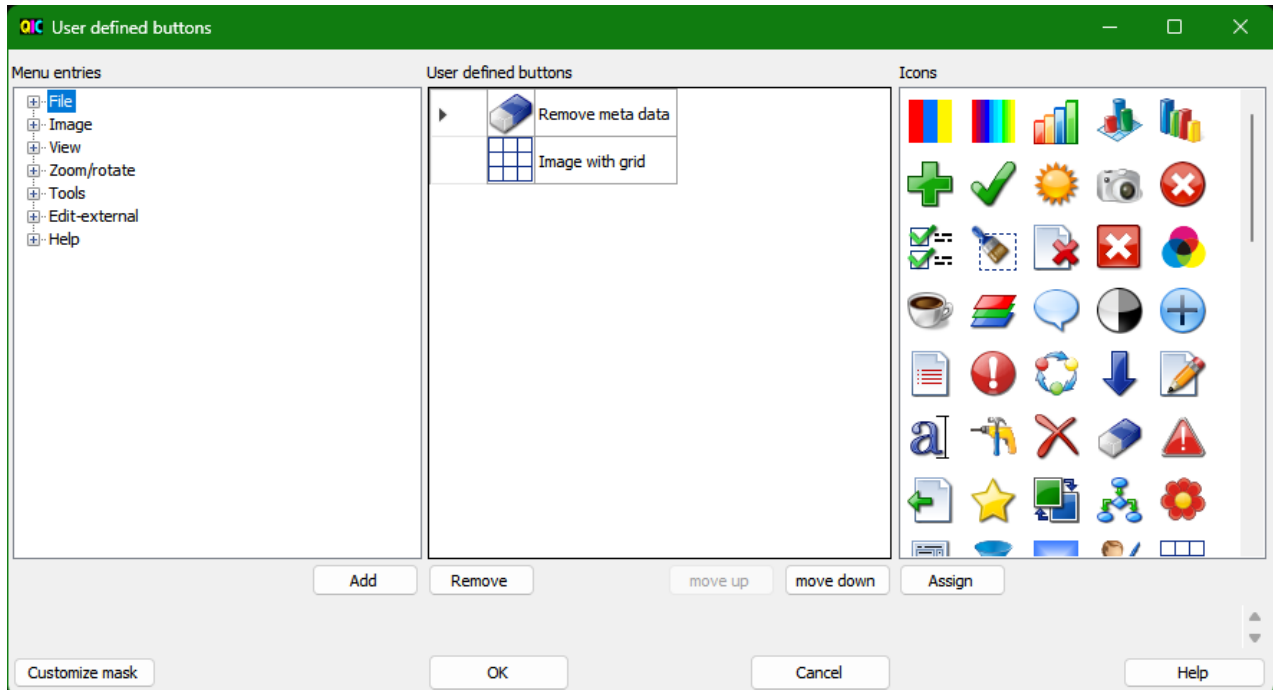 QIC User defined buttons
Menu entries
File
Image
View
Zoom/rotate
Tools
Edit-external
Help
Add
User defined buttons
Remove meta data
Image with grid
Remove
move up
move down
Icons
a
Assign
Customize mask
OK
Cancel
Help